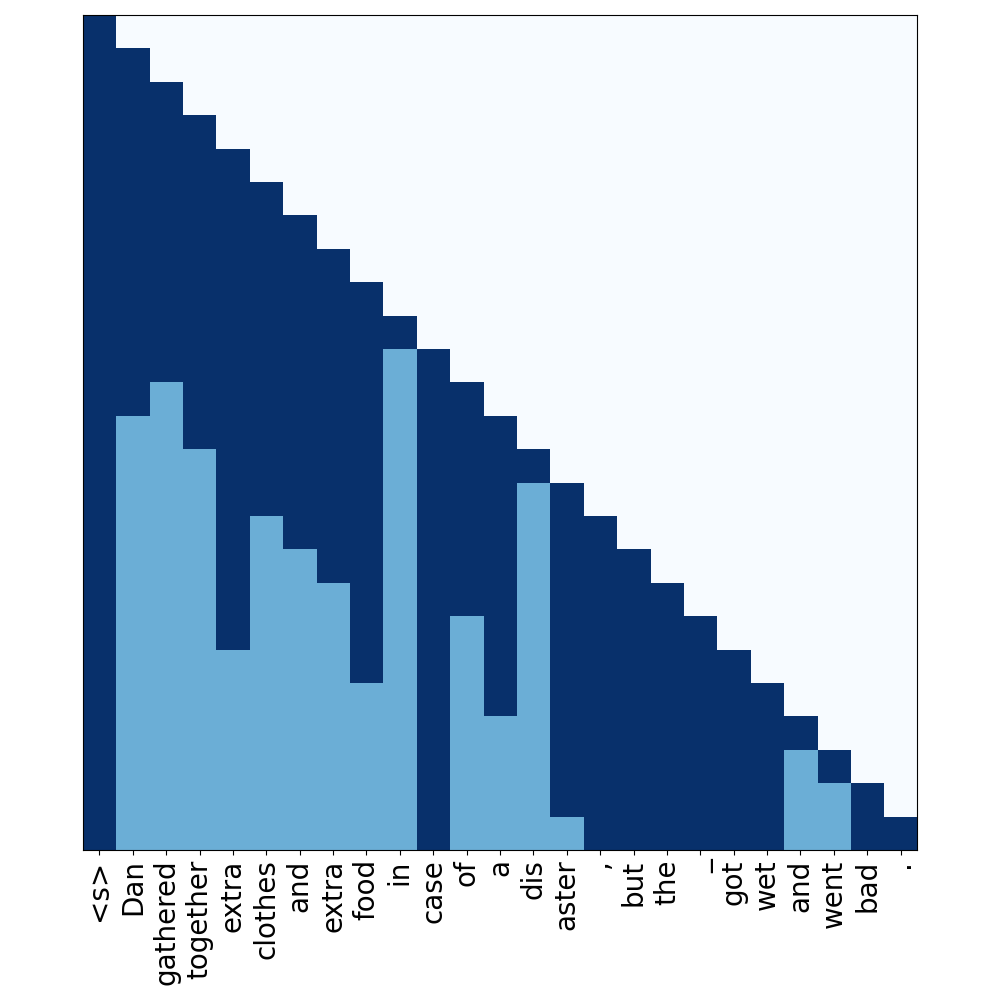 <s> Dan gathered together extra clothes and extra food in case of a dis aster , but the _ got wet and went bad .